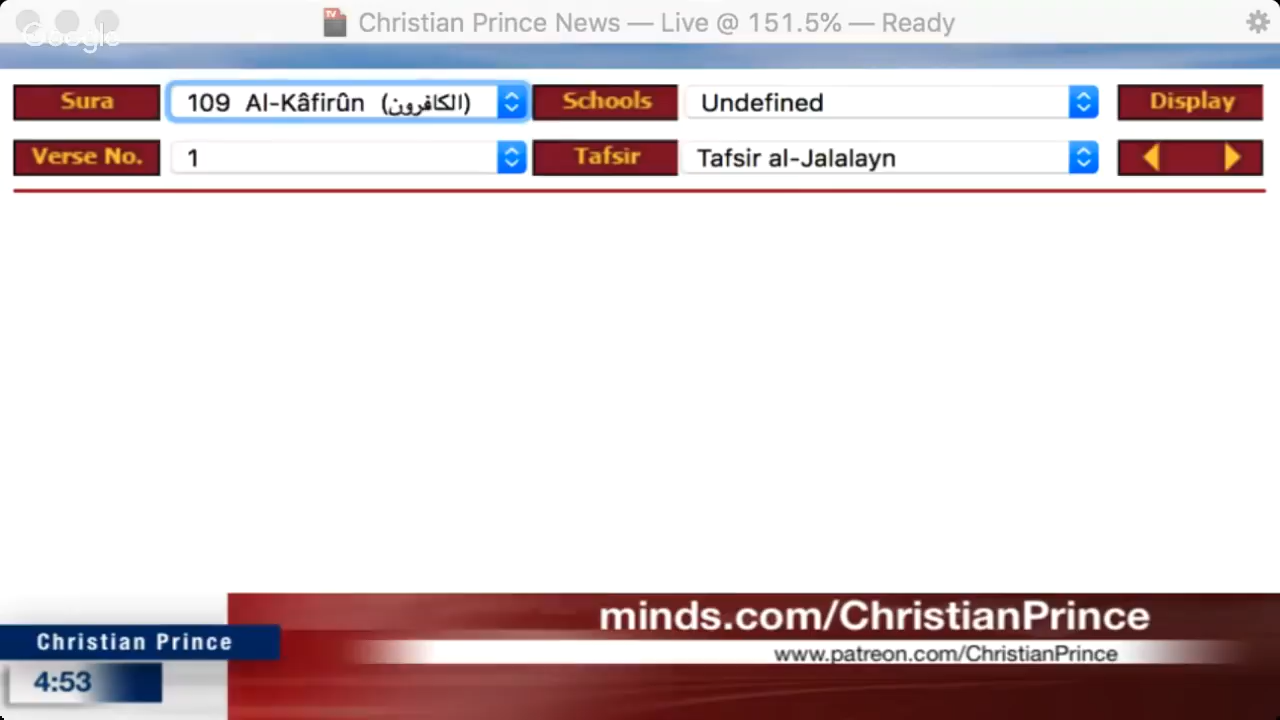 Christian Prince News — Live @ 151.5% — Ready
Google
Sura 109 Al-Kâfirûn (الكافرون) Schools Undefined Display
Verse No. 1 Tafsir Tafsir al-Jalalayn
minds.com/ChristianPrince
Christian Prince
www.patreon.com/ChristianPrince
4:53